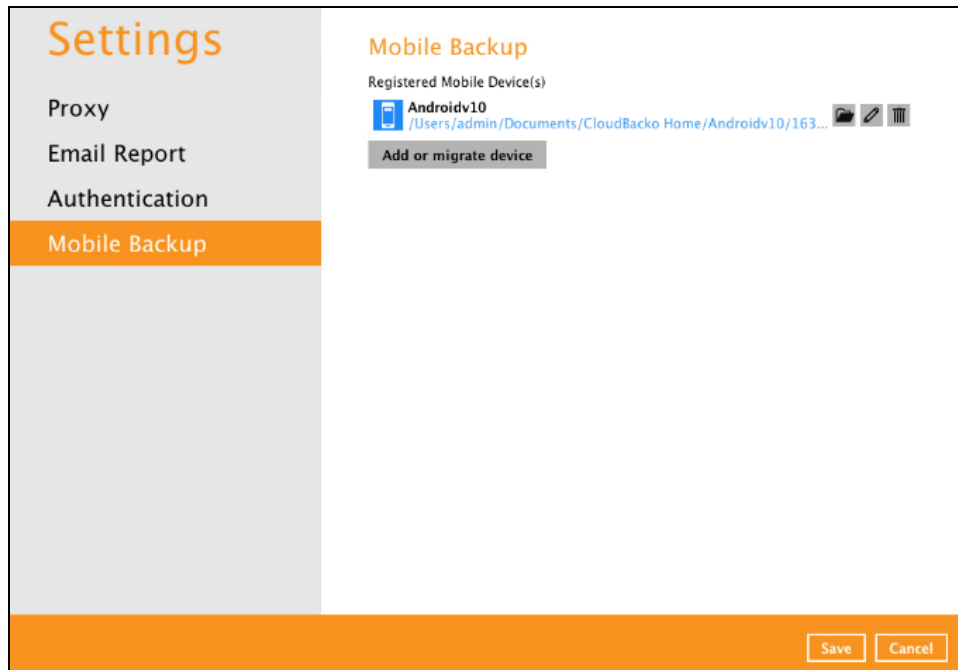 Settings
Proxy
Email Report
Authentication
Mobile Backup
Mobile Backup
Registered Mobile Device(s)
Androidv10
/Users/admin/Documents/CloudBacko Home/Androidv10/163...
Add or migrate device
Save
Cancel